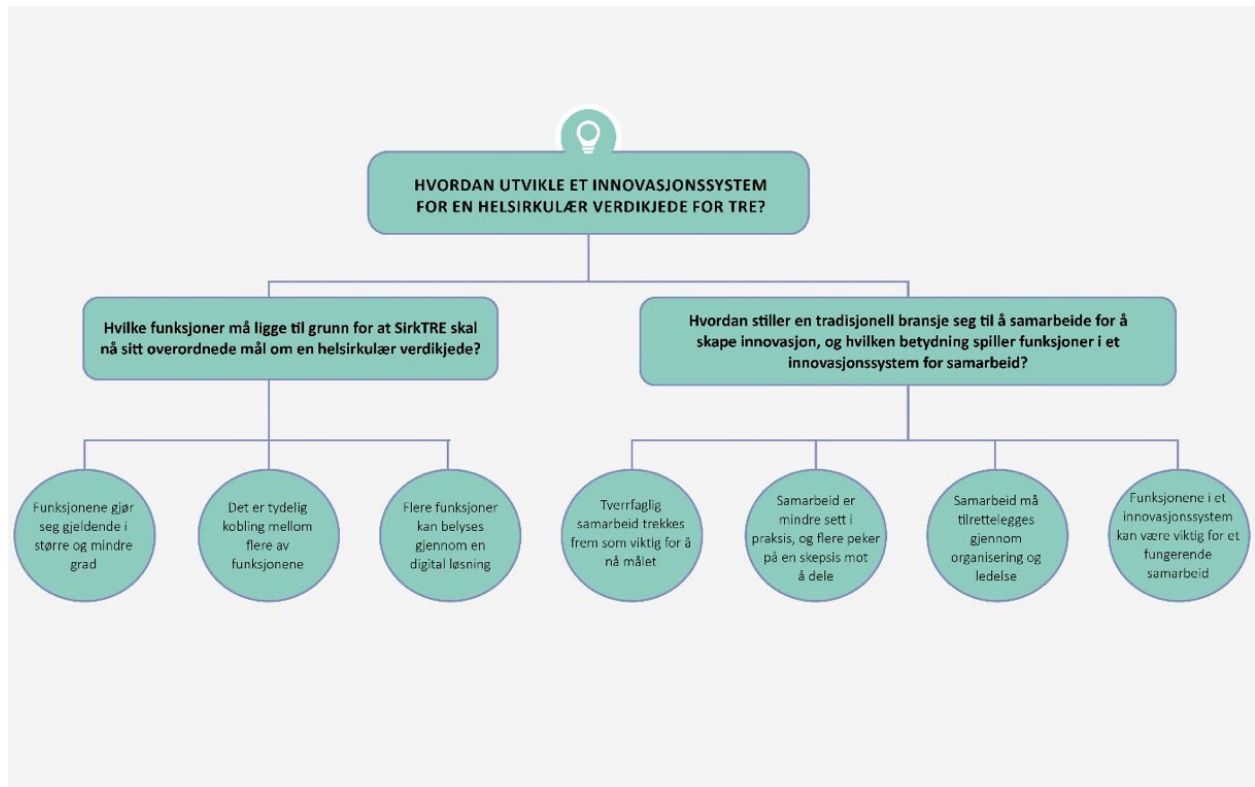 HVORDAN UTVIKLE ET INNOVASJONSSYSTEM
FOR EN HELSIRKULÆR VERDIKJEDE FOR TRE?
Hvilke funksjoner må ligge til grunn for at SirkTRE skal
nå sitt overordnede mål om en helsirkulær verdikjede?
Hvordan stiller en tradisjonell bransje seg til å samarbeide for å
skape innovasjon, og hvilken betydning spiller funksjoner i et
innovasjonssystem for samarbeid?
Funksjonene gjør
seg gjeldende i
større og mindre
grad
Det er tydelig
kobling mellom
flere av
funksjonene
Flere funksjoner
kan belyses
gjennom en
digital løsning
Tverrfaglig
samarbeid trekkes
frem som viktig for å
nå målet
Samarbeid er
mindre sett i
praksis, og flere peker
på en skepsis mot
å dele
Samarbeid må
tilrettelegges
gjennom
organisering og
ledelse
Funksjonene i et
innovasjonssystem
kan være viktig for et
fungerende
samarbeid